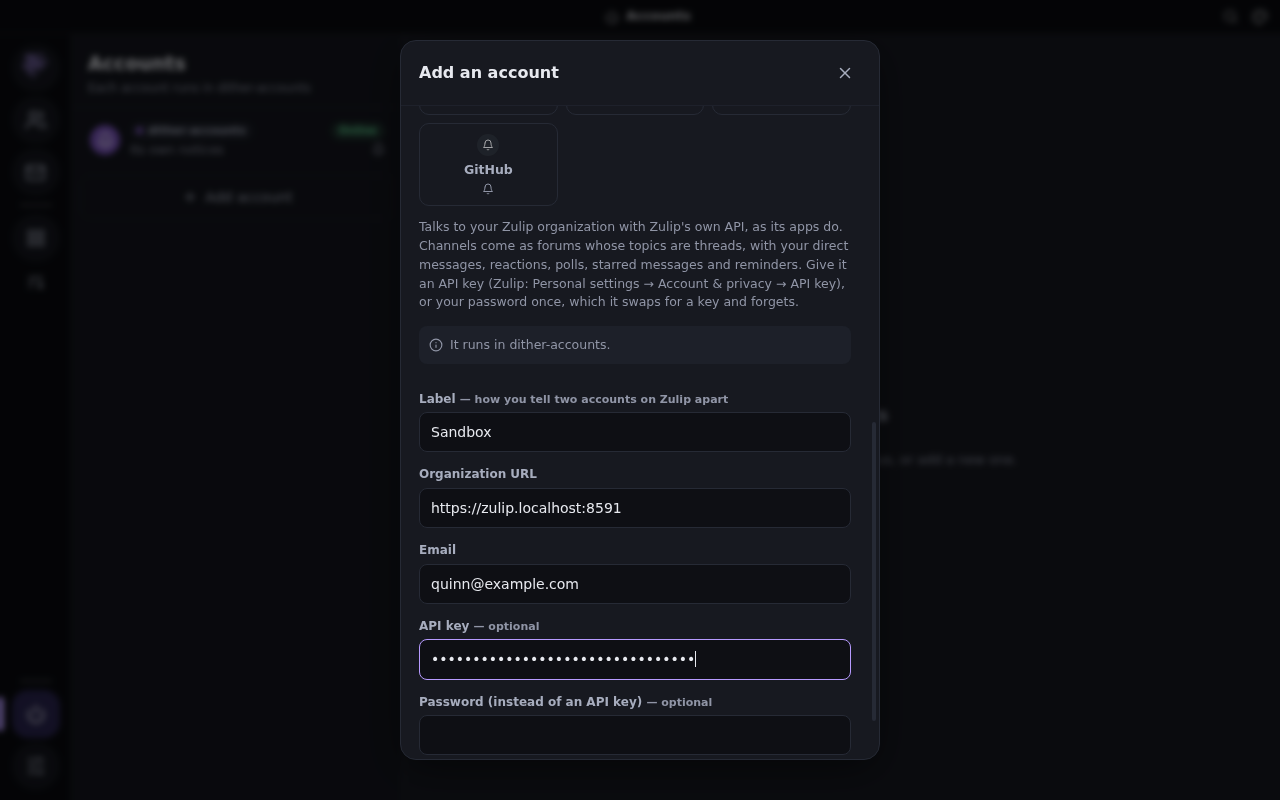 Accounts
Accounts
Each account runs in dither-accounts
dither-accounts
Online
Add account
Add an account
GitHub
Talks to your Zulip organization with Zulip's own API, as its apps do.
Channels come as forums whose topics are threads, with your direct
messages, reactions, polls, starred messages and reminders. Give it
an API key (Zulip: Personal settings → Account & privacy → API key),
or your password once, which it swaps for a key and forgets.
It runs in dither-accounts.
Label — how you tell two accounts on Zulip apart
Sandbox
Organization URL
https://zulip.localhost:8591
Email
quinn@example.com
API key — optional
••••••••••••••••••••••••••••••••
Password (instead of an API key) — optional